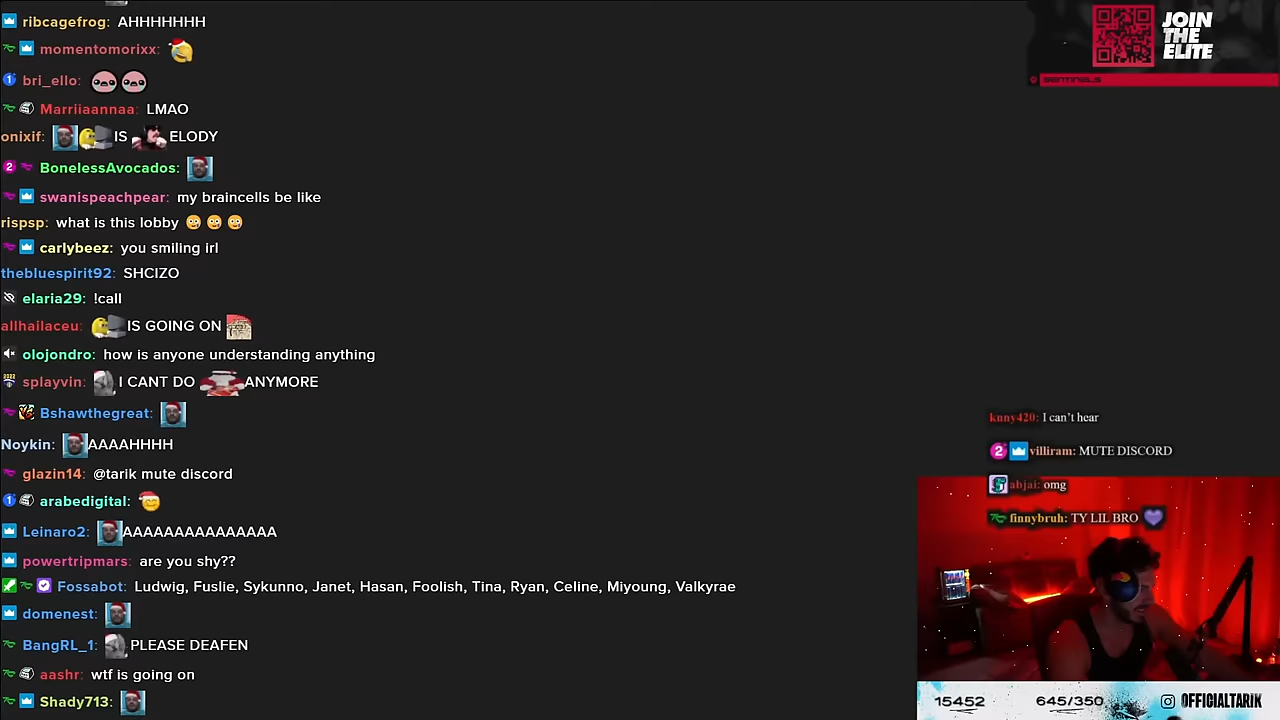 ribcagefrog: AHHHHHHH
momentomorixx:
bri_ello:
Marriiaannaa: LMAO
onixif: IS ELODY
BonelessAvocados:
swanispeachpear: my braincells be like
rispsp: what is this lobby
carlybeez: you smiling irl
thebluespirit92: SHCIZO
elaria29: !call
allhailaceu: IS GOING ON
olojondro: how is anyone understanding anything
splayvin: I CANT DO ANYMORE
Bshawthegreat:
Noykin: AAAAHHHH
glazin14: @tarik mute discord
arabedigital:
Leinaro2: AAAAAAAAAAAAAAA
powertripmars: are you shy??
Fossabot: Ludwig, Fuslie, Sykunno, Janet, Hasan, Foolish, Tina, Ryan, Celine, Miyoung, Valkyrae
domenest:
BangRL_1: PLEASE DEAFEN
aashr: wtf is going on
Shady713:
JOIN
THE
ELITE
SENTINELS
knny420: I can't hear
villiram: MUTE DISCORD
abjai: omg
finnybruh: TY LIL BRO
15452
645/350
OFFICIALTARIK